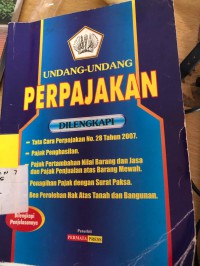 UNDANG-UNDANG
PERPAJAKAN
DILENGKAPI
– Tata Cara Perpajakan No. 28 Tahun 2007.
– Pajak Penghasilan.
Pajak Pertambahan Nilai Barang dan Jasa
dan Pajak Penjualan atas Barang Mewah.
Penagihan Pajak dengan Surat Paksa.
Bea Perolehan Hak Atas Tanah dan Bangunan.
Dilengkapi
Penjelasannya
Penerbit
PERMATA PRESS